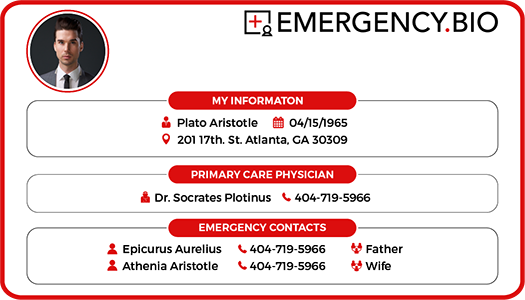 EMERGENCY.BIO
MY INFORMATON
Plato Aristotle 04/15/1965
201 17th. St. Atlanta, GA 30309
PRIMARY CARE PHYSICIAN
Dr. Socrates Plotinus 404-719-5966
EMERGENCY CONTACTS
Epicurus Aurelius 404-719-5966 Father
Athenia Aristotle 404-719-5966 Wife